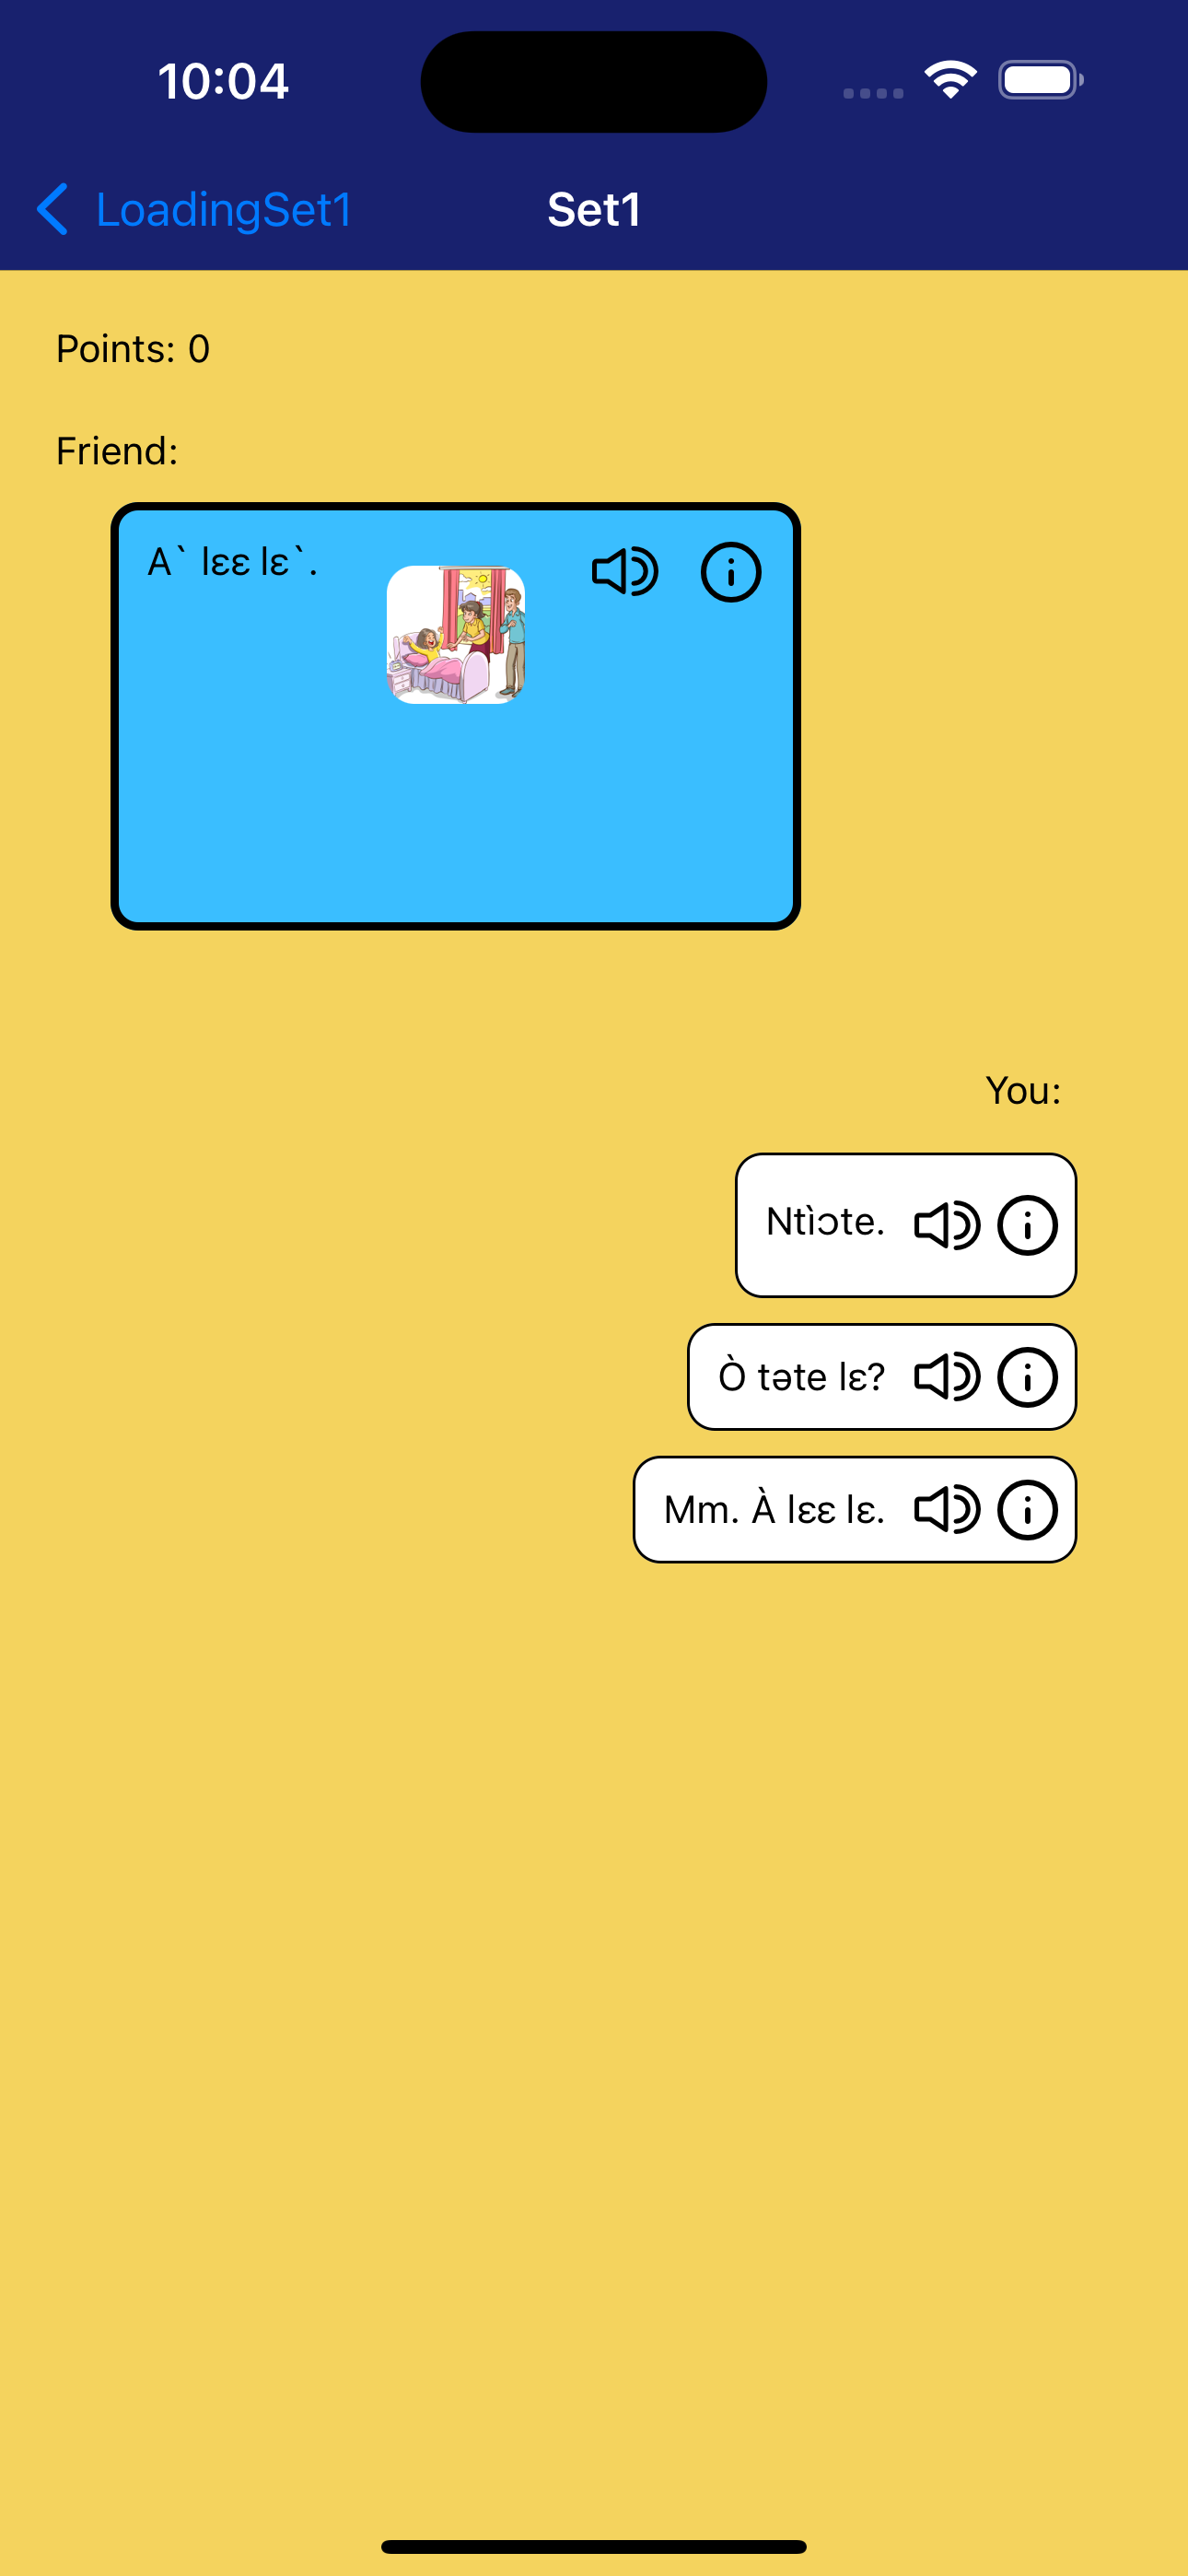 10:04
LoadingSet1 Set1
Points: 0
Friend:
A` lɛɛ lɛ`.
You:
Ntìɔte.
Ò təte lɛ?
Mm. À lɛɛ lɛ.